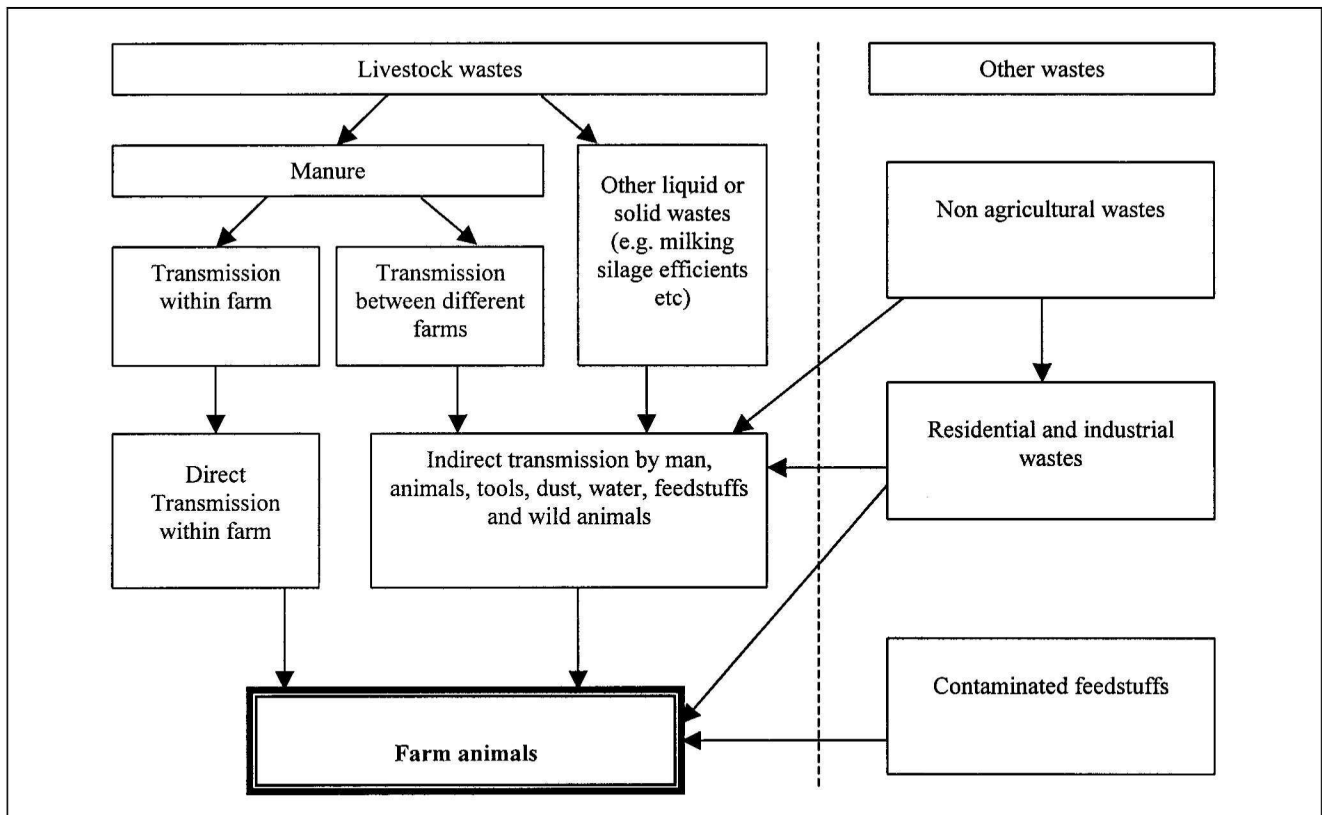 Livestock wastes
Other wastes
Manure
Other liquid or
solid wastes
(e.g. milking
silage efficients
etc)
Non agricultural wastes
Transmission
within farm
Transmission
between different
farms
Direct
Transmission
within farm
Indirect transmission by man,
animals, tools, dust, water, feedstuffs
and wild animals
Residential and industrial
wastes
Contaminated feedstuffs
Farm animals